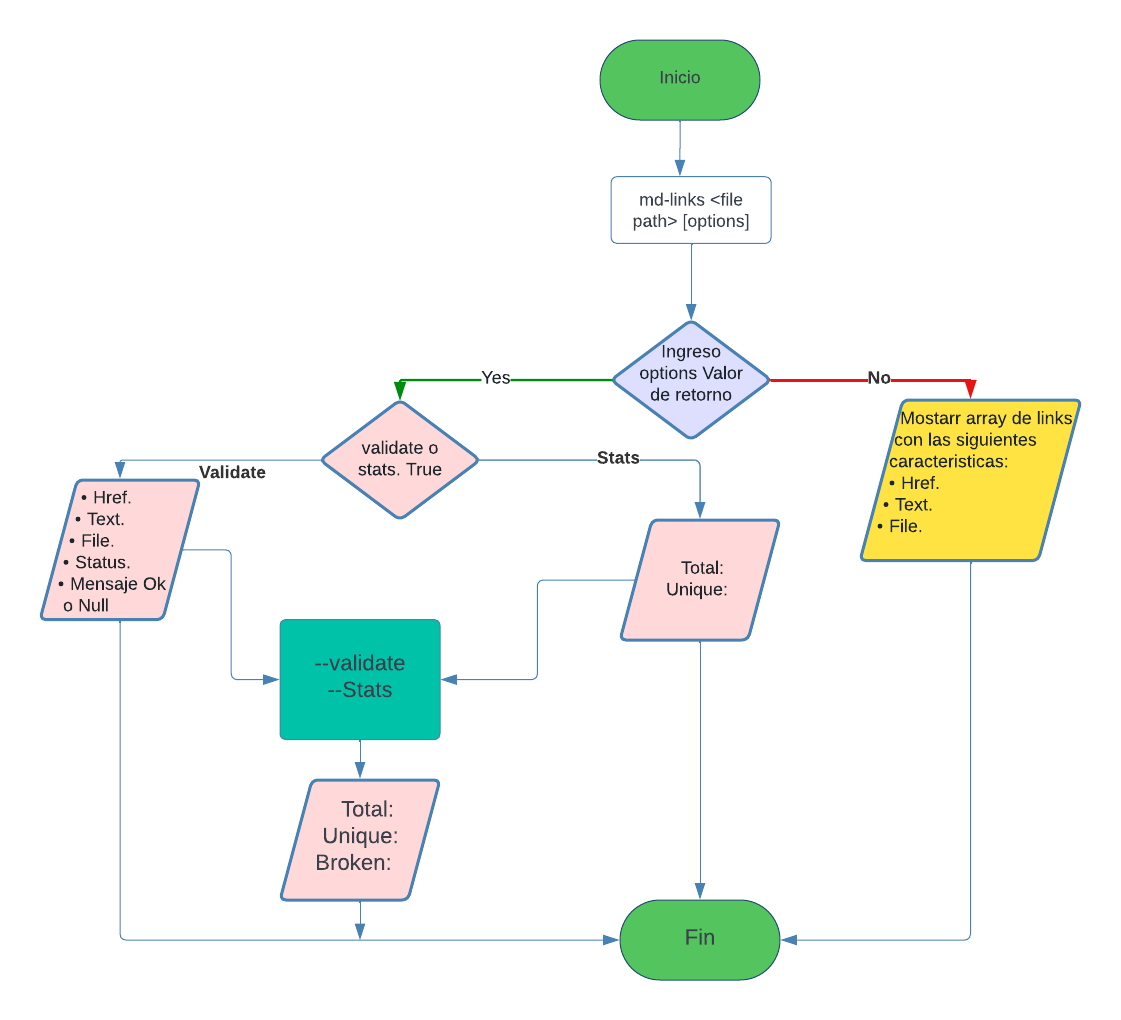 Inicio
md-links <file
path> [options]
Ingreso
options Valor
de retorno
Yes
No
validate o
stats. True
Validate
Stats
Mostarr array de links
con las siguientes
caracteristicas:
• Href.
• Text.
• File.
• Href.
• Text.
• File.
• Status.
• Mensaje Ok
o Null
Total:
Unique:
--validate
--Stats
Total:
Unique:
Broken:
Fin